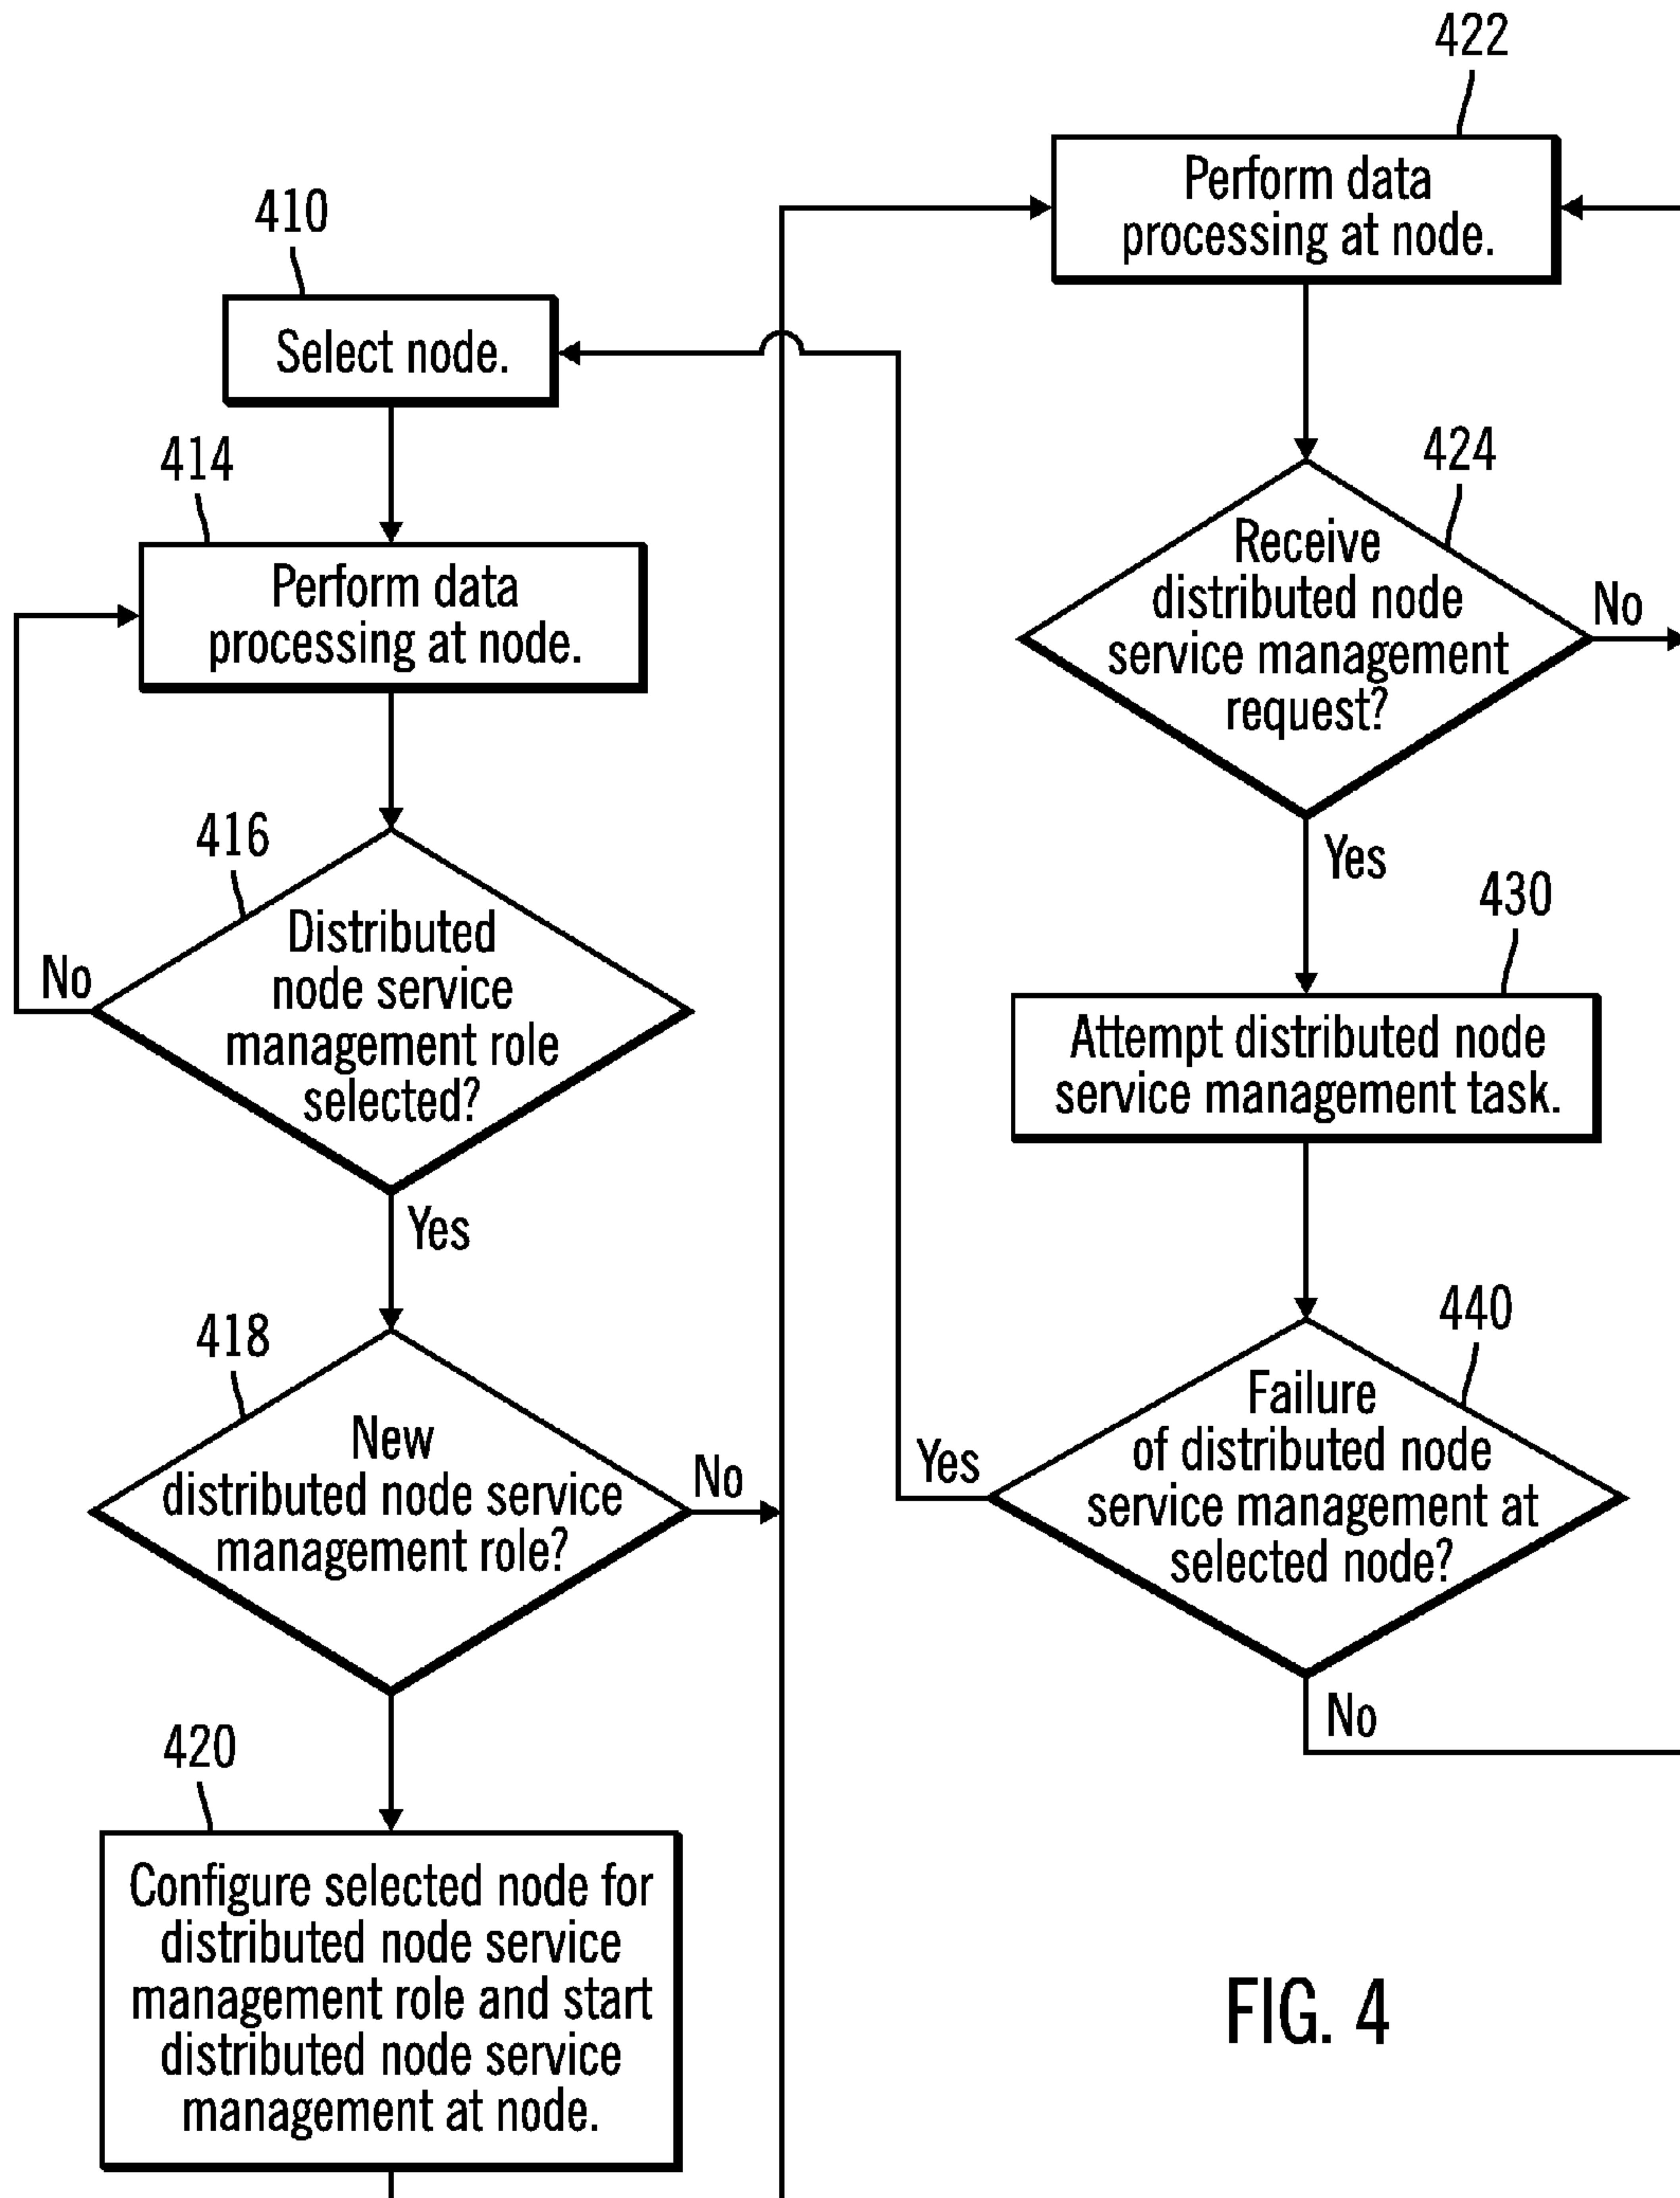 410
Select node.
414
Perform data
processing at node.
416
Distributed
node service
management role
selected?
No
Yes
418
New
distributed node service
management role?
No
420
Configure selected node for
distributed node service
management role and start
distributed node service
management at node.
422
Perform data
processing at node.
424
Receive
distributed node
service management
request?
No
Yes
430
Attempt distributed node
service management task.
440
Failure
of distributed node
service management at
selected node?
Yes
No
FIG. 4